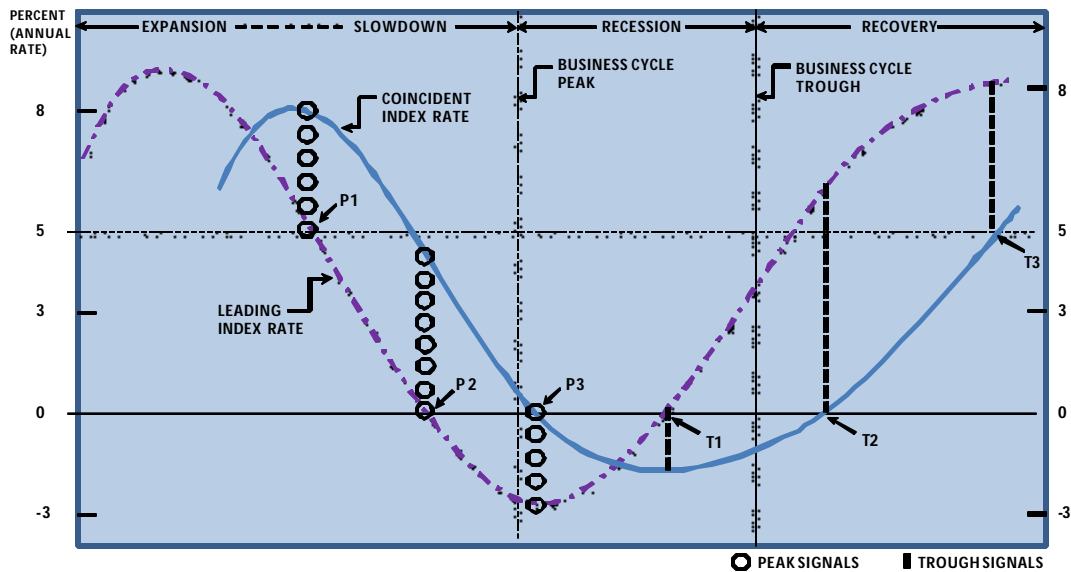 PERCENT
(ANNUAL
RATE)
EXPANSION
SLOWDOWN
RECESSION
RECOVERY
BUSINESS CYCLE
PEAK
BUSINESS CYCLE
TROUGH
COINCIDENT
INDEX RATE
8
8
P1
5
5
T3
LEADING
INDEX RATE
3
3
P2
P3
0
0
T1
T2
-3
-3
PEAK SIGNALS
TROUGH SIGNALS